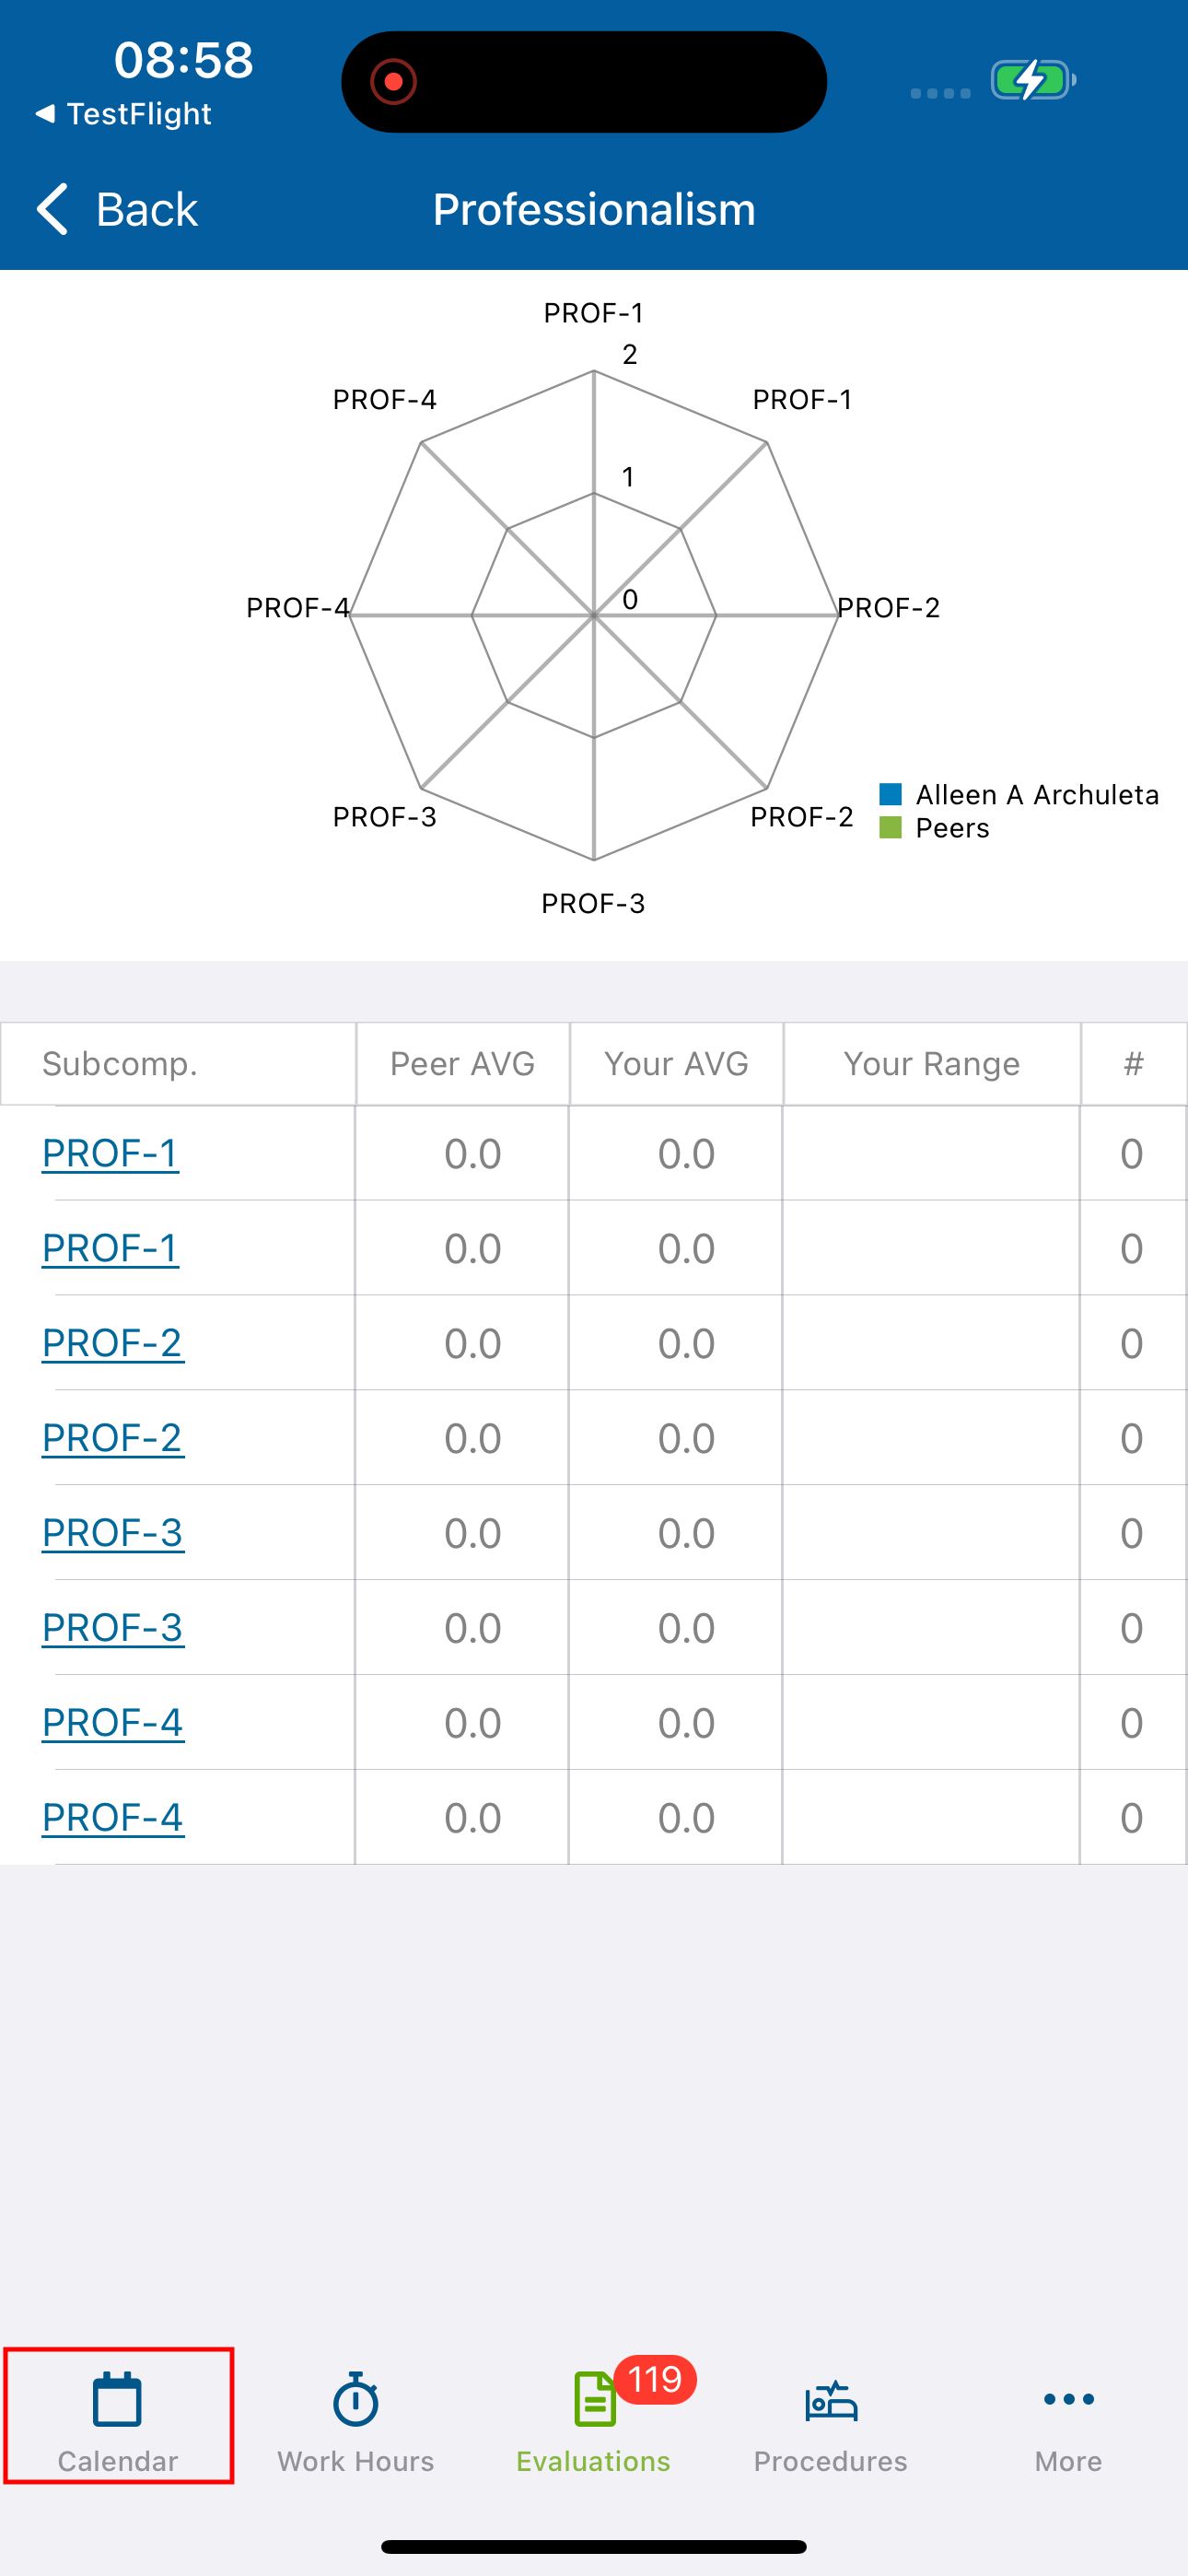 08:58
TestFlight
Back
Professionalism
PROF-1
2
PROF-4
PROF-1
1
0
PROF-4
PROF-2
Alleen A Archuleta
PROF-3
PROF-2
Peers
PROF-3
Subcomp. Peer AVG Your AVG Your Range #
PROF-1 0.0 0.0 0
PROF-1 0.0 0.0 0
PROF-2 0.0 0.0 0
PROF-2 0.0 0.0 0
PROF-3 0.0 0.0 0
PROF-3 0.0 0.0 0
PROF-4 0.0 0.0 0
PROF-4 0.0 0.0 0
119
Calendar Work Hours Evaluations Procedures More